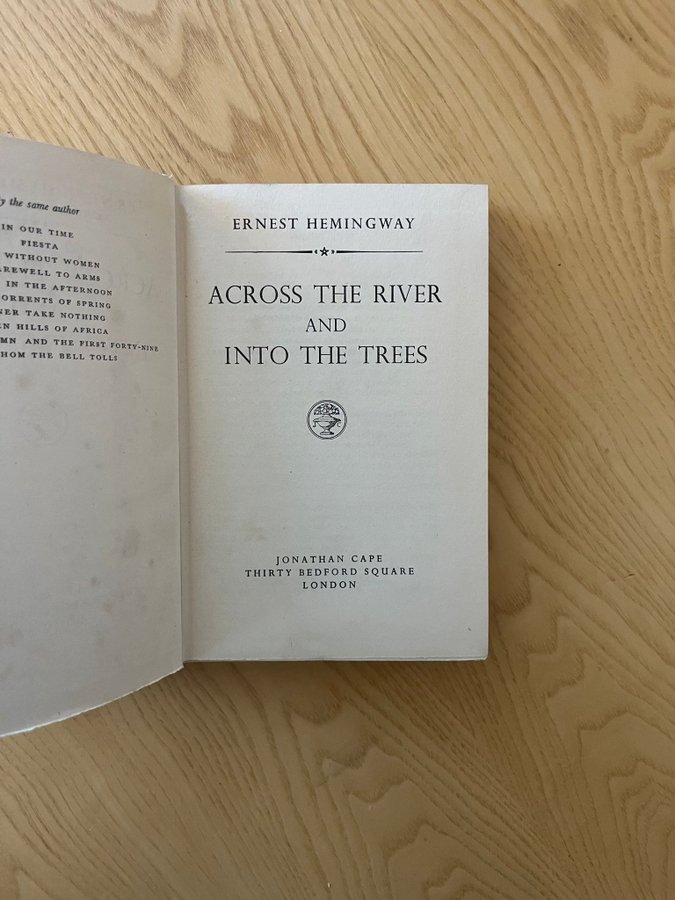 the same author
IN OUR TIME
FIESTA
WITHOUT WOMEN
TO ARMS
IN THE AFTERNOON
OF SPRING
TAKE NOTHING
HILLS OF AFRICA
AND THE FIRST FORTY-NINE
THE BELL TOLLS
ERNEST HEMINGWAY
ACROSS THE RIVER
AND
INTO THE TREES
JONATHAN CAPE
THIRTY BEDFORD SQUARE
LONDON